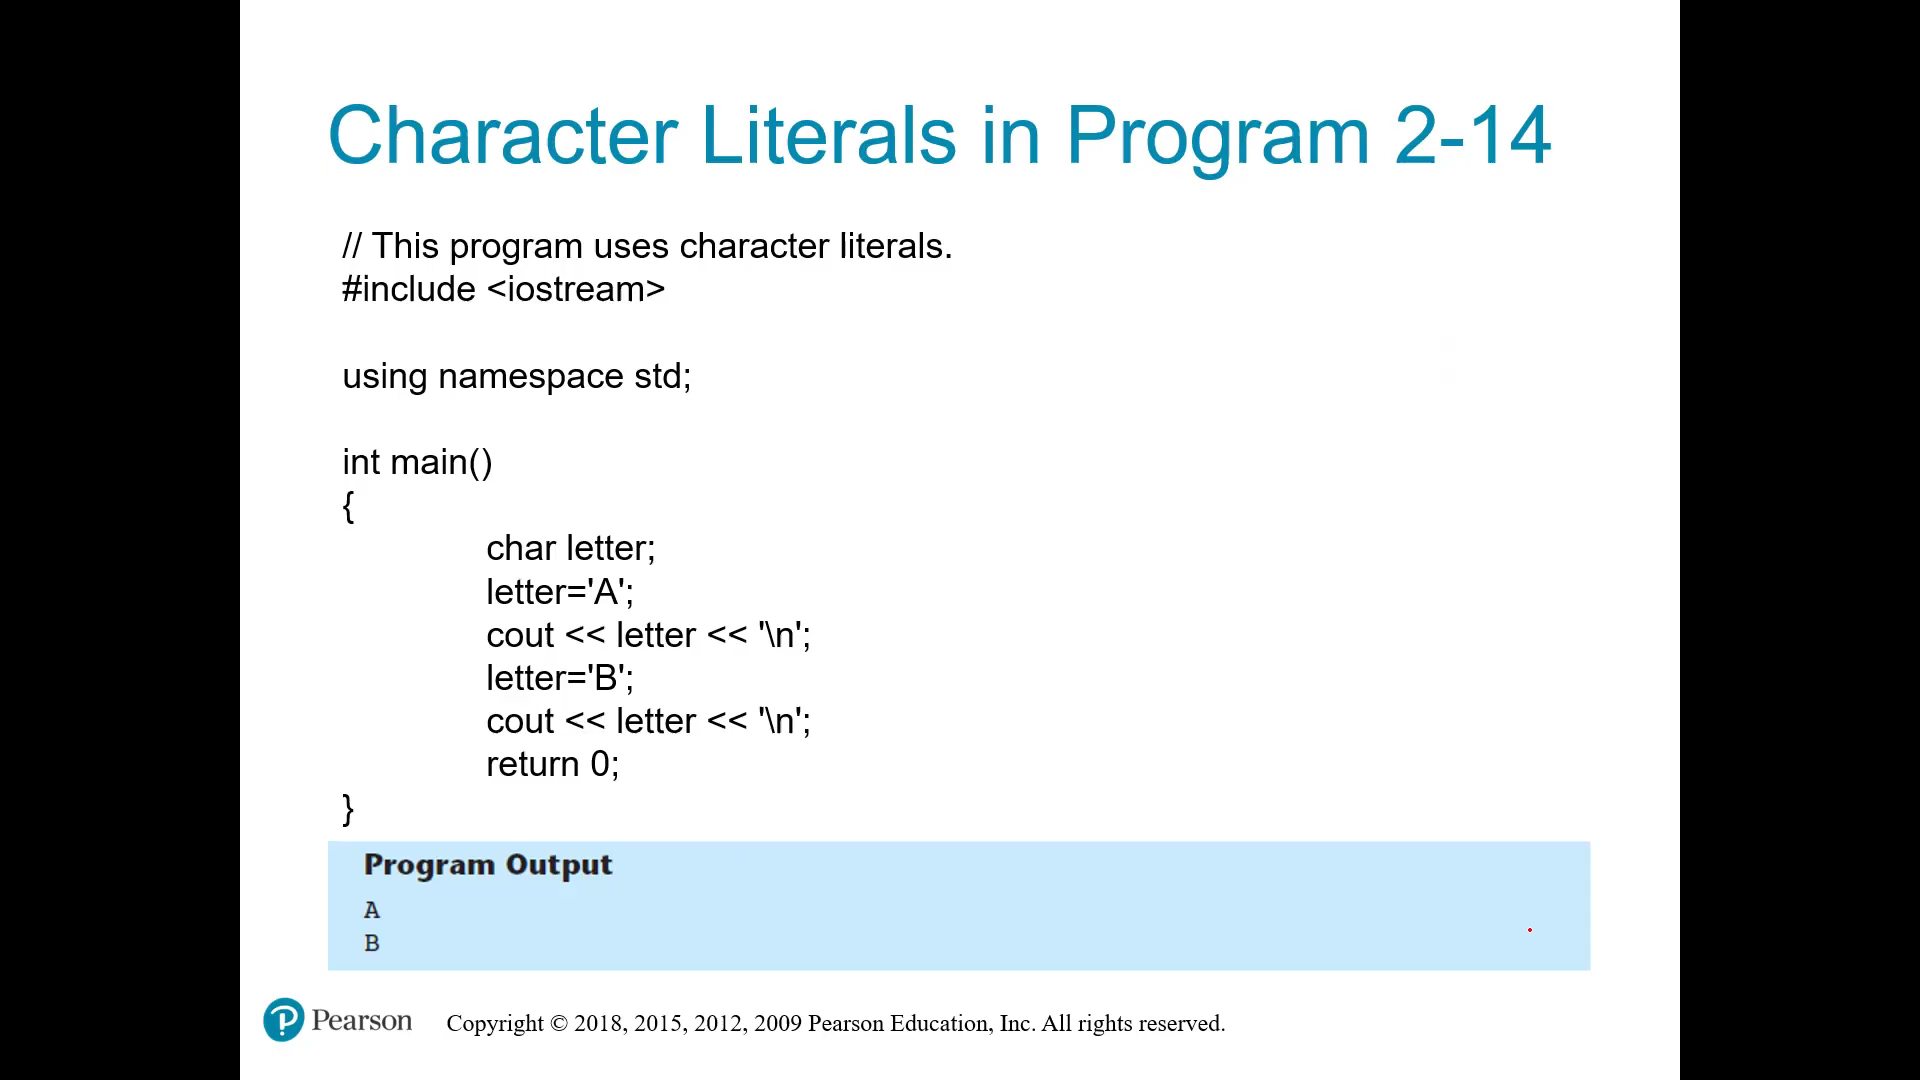 Character Literals in Program 2-14
// This program uses character literals.
#include <iostream>
using namespace std;
int main()
{
char letter;
letter='A';
cout << letter << '\n';
letter='B';
cout << letter << '\n';
return 0;
}
Program Output
A
B
Pearson
Copyright © 2018, 2015, 2012, 2009 Pearson Education, Inc. All rights reserved.